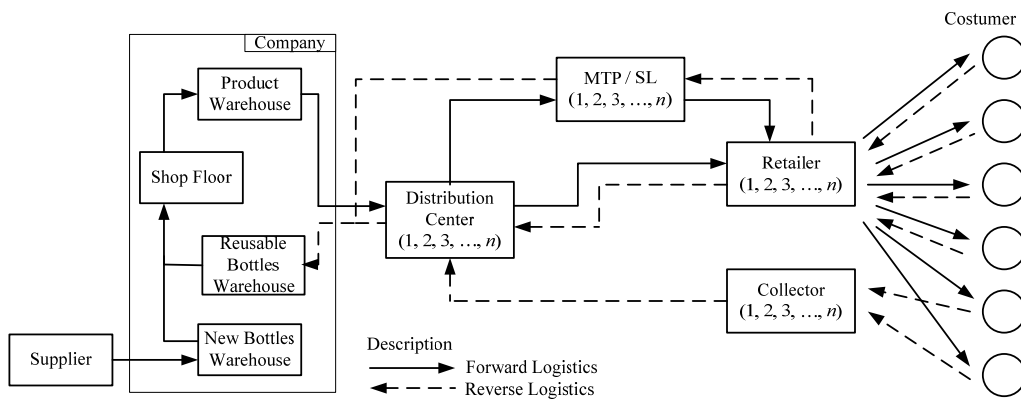 Costumer
Company
Product
Warehouse
MTP / SL
(1, 2, 3, …, n)
Shop Floor
Retailer
(1, 2, 3, …, n)
Distribution
Center
(1, 2, 3, …, n)
Reusable
Bottles
Warehouse
Collector
(1, 2, 3, …, n)
New Bottles
Warehouse
Supplier
Description
Forward Logistics
Reverse Logistics